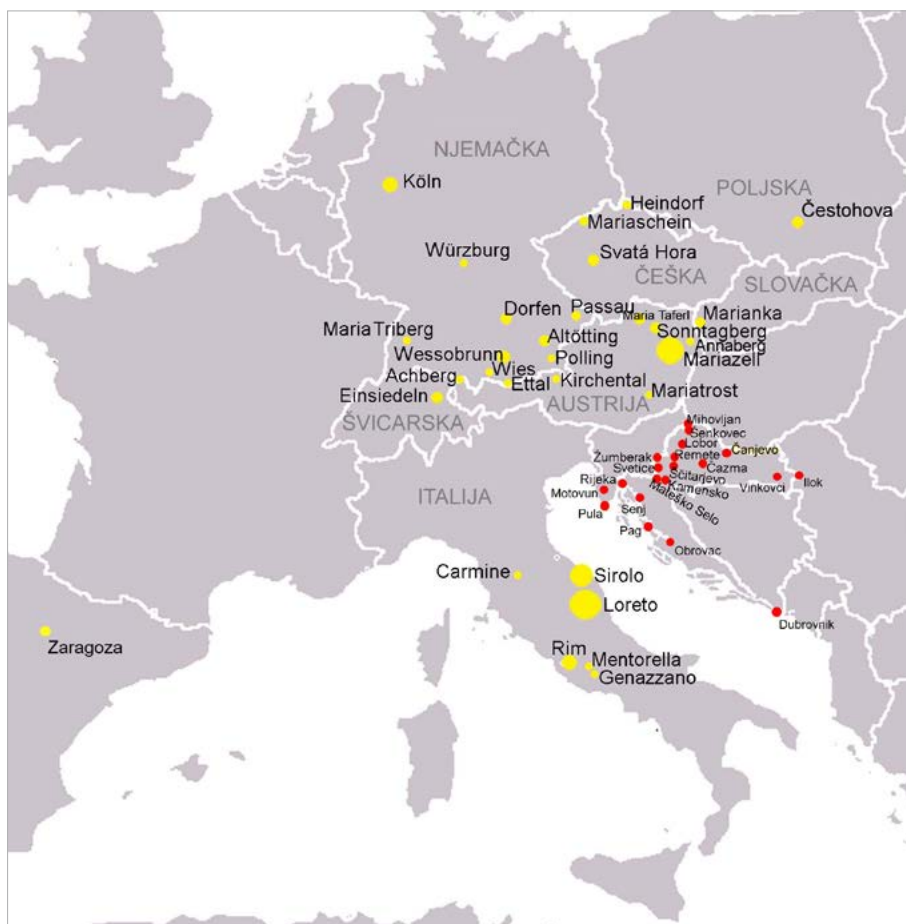 NJEMAČKA
Köln
POLJSKA
Heindorf
Čestohova
Mariaschein
Würzburg
Svatá Hora
ČEŠKA
SLOVAČKA
Dorfen
Passau
Maria Taferl
Marianka
Maria Triberg
Altötting
Sonntagberg
Annaberg
Wessobrunn
Polling
Mariazell
Wies
Achberg
Ettal
Kirchental
Einsiedeln
Mariatrost
AUSTRIJA
ŠVICARSKA
Mihovljan
Šenkovec
Lobor
Čanjevo
Žumberak
Remete
Svetice
Čazma
Ščitarjevo
Rijeka
Kamensko
Vinkovci
Ilok
ITALIJA
Motovun
Mateško Selo
Pula
Senj
Pag
Obrovac
Carmine
Sirolo
Loreto
Dubrovnik
Zaragoza
Rim
Mentorella
Genazzano